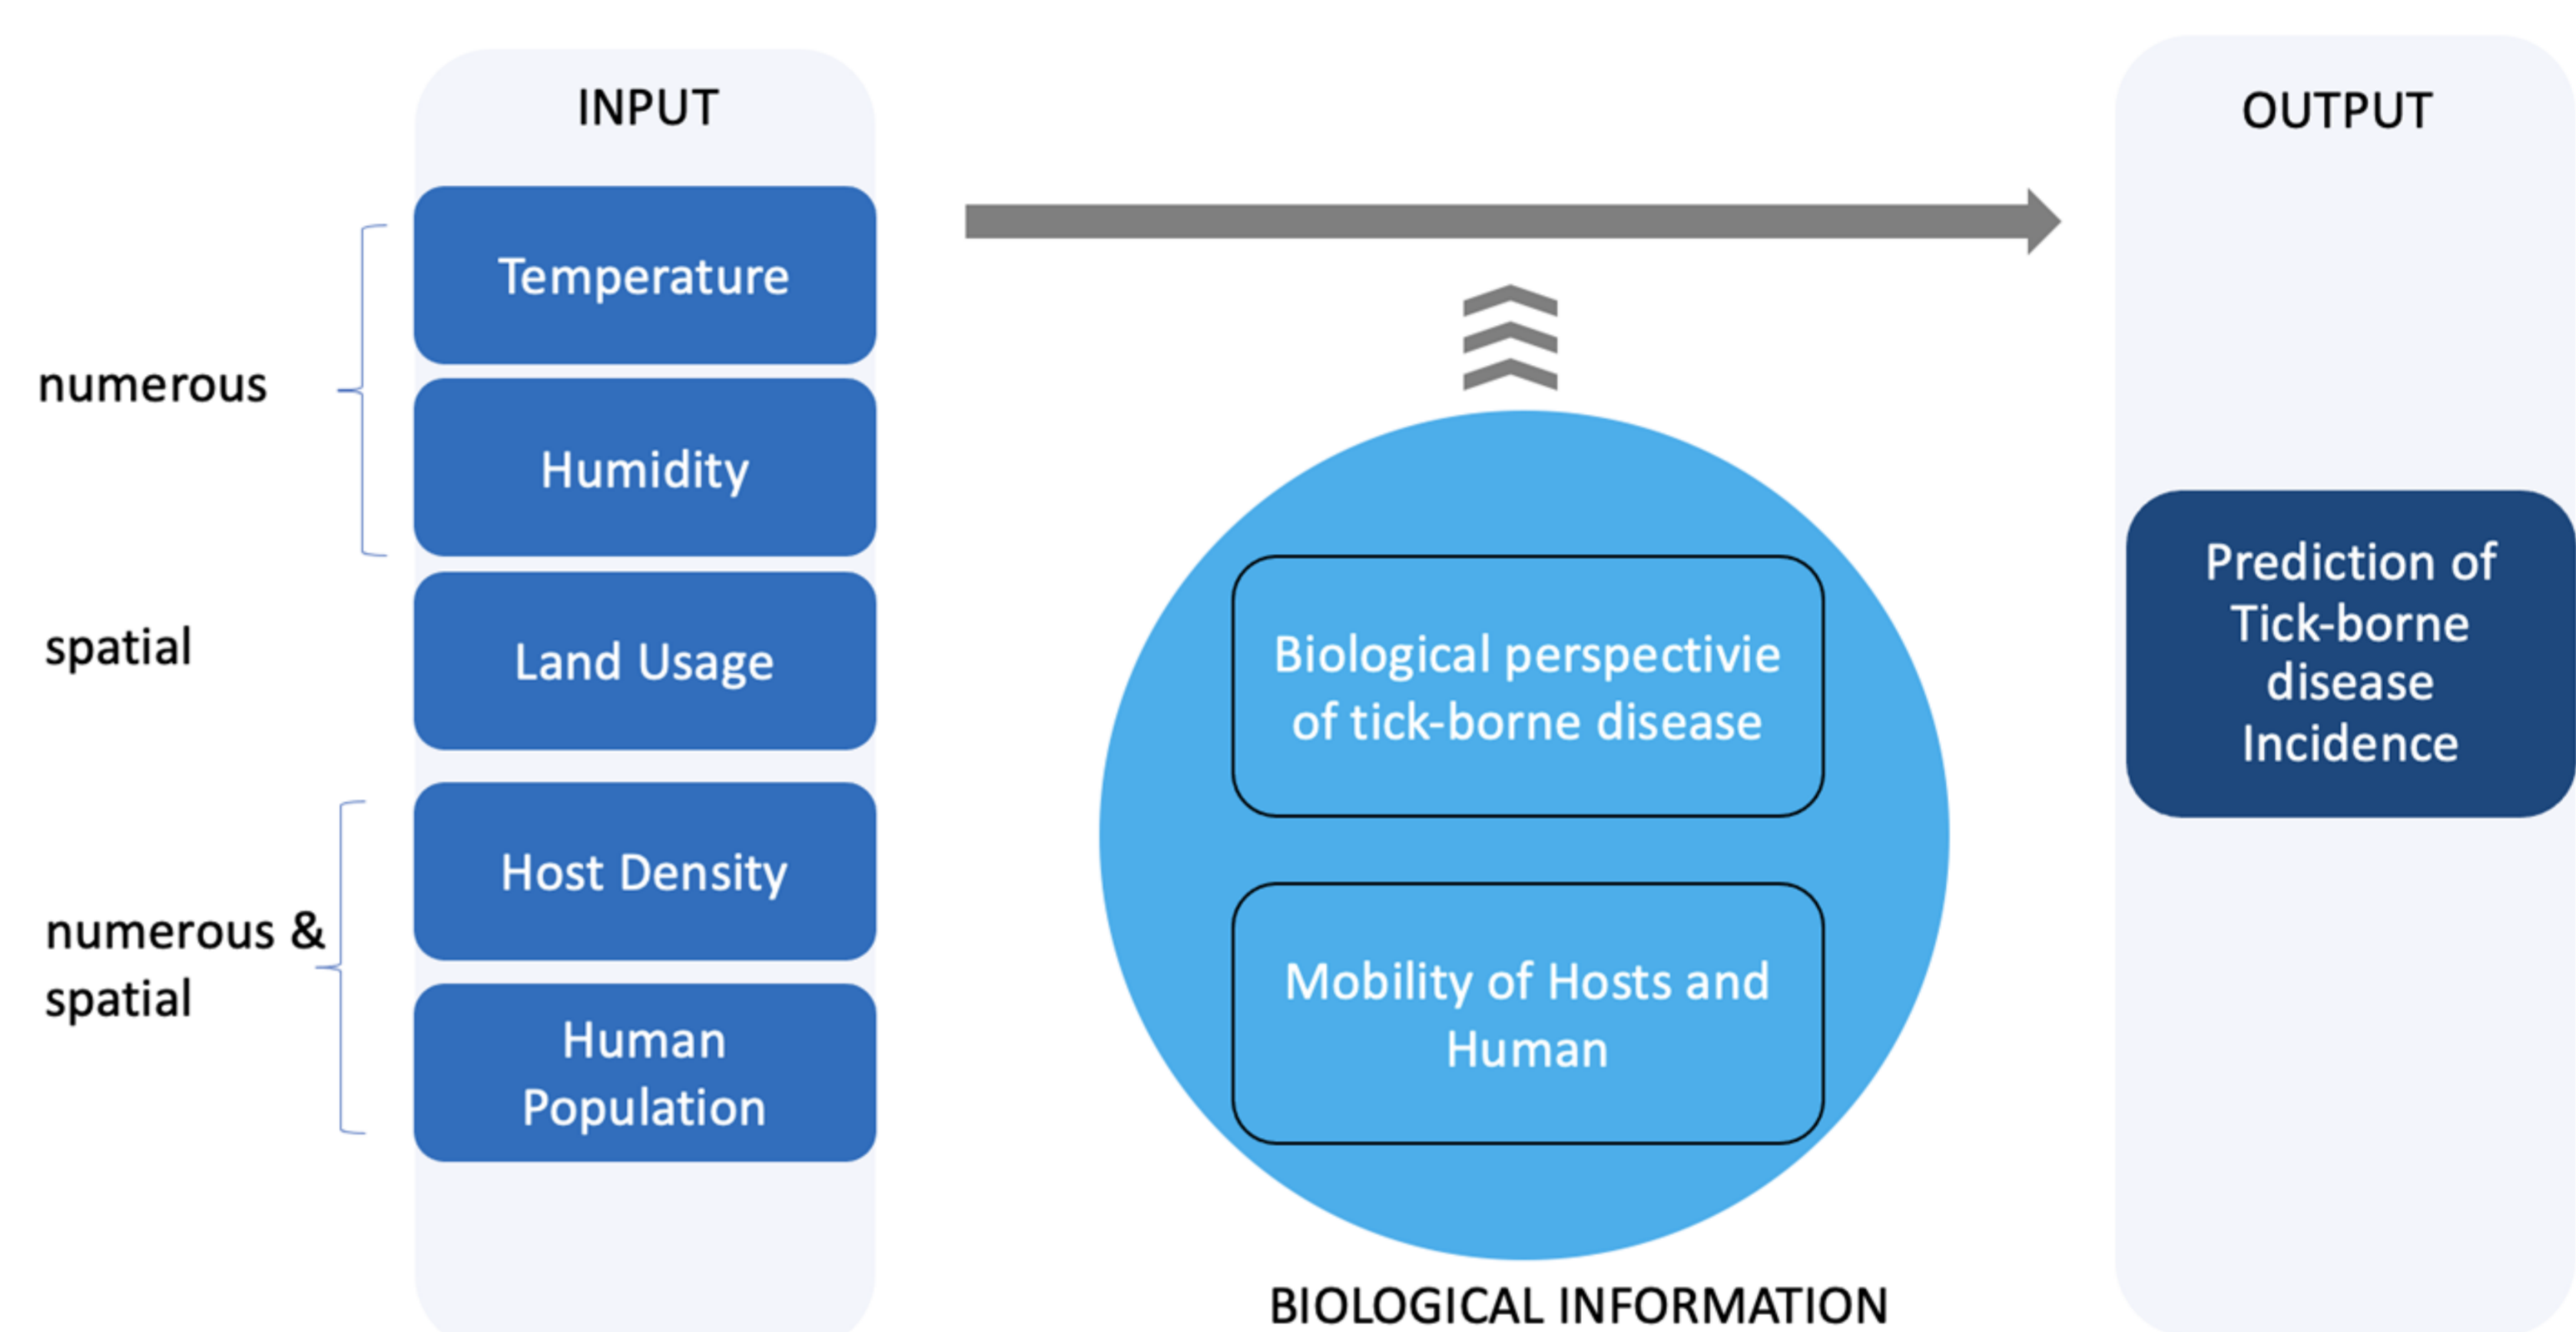 INPUT
numerous
Temperature
Humidity
spatial
Land Usage
numerous &
spatial
Host Density
Human
Population
Biological perspectivie
of tick-borne disease
Mobility of Hosts and
Human
BIOLOGICAL INFORMATION
OUTPUT
Prediction of
Tick-borne
disease
Incidence